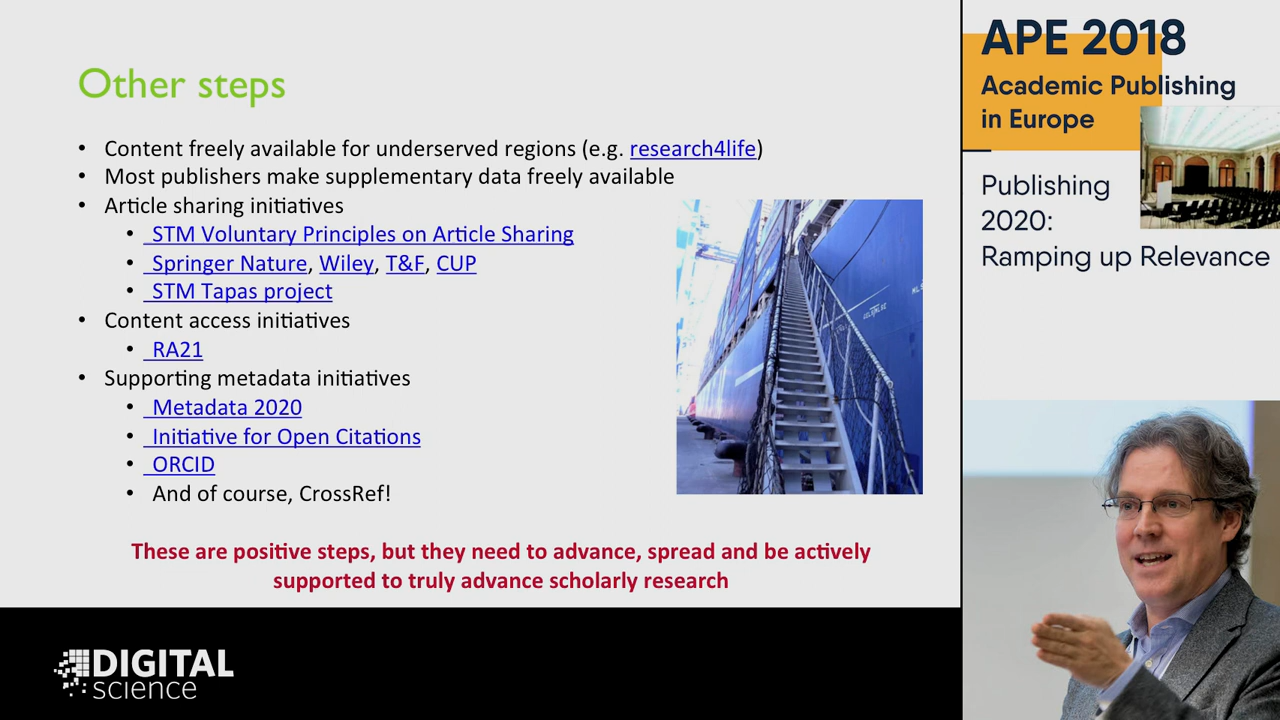 Other steps
• Content freely available for underserved regions (e.g. research4life)
• Most publishers make supplementary data freely available
• Article sharing initiatives
• STM Voluntary Principles on Article Sharing
• Springer Nature, Wiley, T&F, CUP
• STM Tapas project
• Content access initiatives
• RA21
• Supporting metadata initiatives
• Metadata 2020
• Initiative for Open Citations
• ORCID
• And of course, CrossRef!
These are positive steps, but they need to advance, spread and be actively
supported to truly advance scholarly research
DIGITAL
science
APE 2018
Academic Publishing
in Europe
Publishing
2020:
Ramping up Relevance